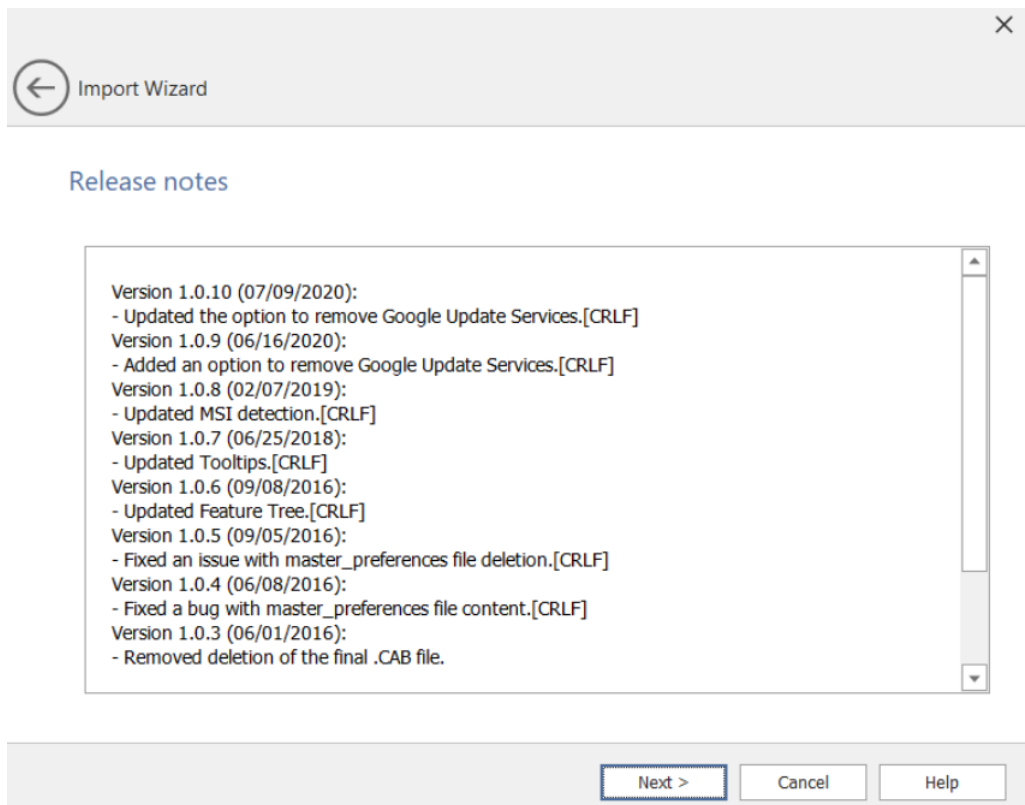 Import Wizard
Release notes
Version 1.0.10 (07/09/2020):
- Updated the option to remove Google Update Services.[CRLF]
Version 1.0.9 (06/16/2020):
- Added an option to remove Google Update Services.[CRLF]
Version 1.0.8 (02/07/2019):
- Updated MSI detection.[CRLF]
Version 1.0.7 (06/25/2018):
- Updated Tooltips.[CRLF]
Version 1.0.6 (09/08/2016):
- Updated Feature Tree.[CRLF]
Version 1.0.5 (09/05/2016):
- Fixed an issue with master_preferences file deletion.[CRLF]
Version 1.0.4 (06/08/2016):
- Fixed a bug with master_preferences file content.[CRLF]
Version 1.0.3 (06/01/2016):
- Removed deletion of the final .CAB file.
Next > Cancel Help